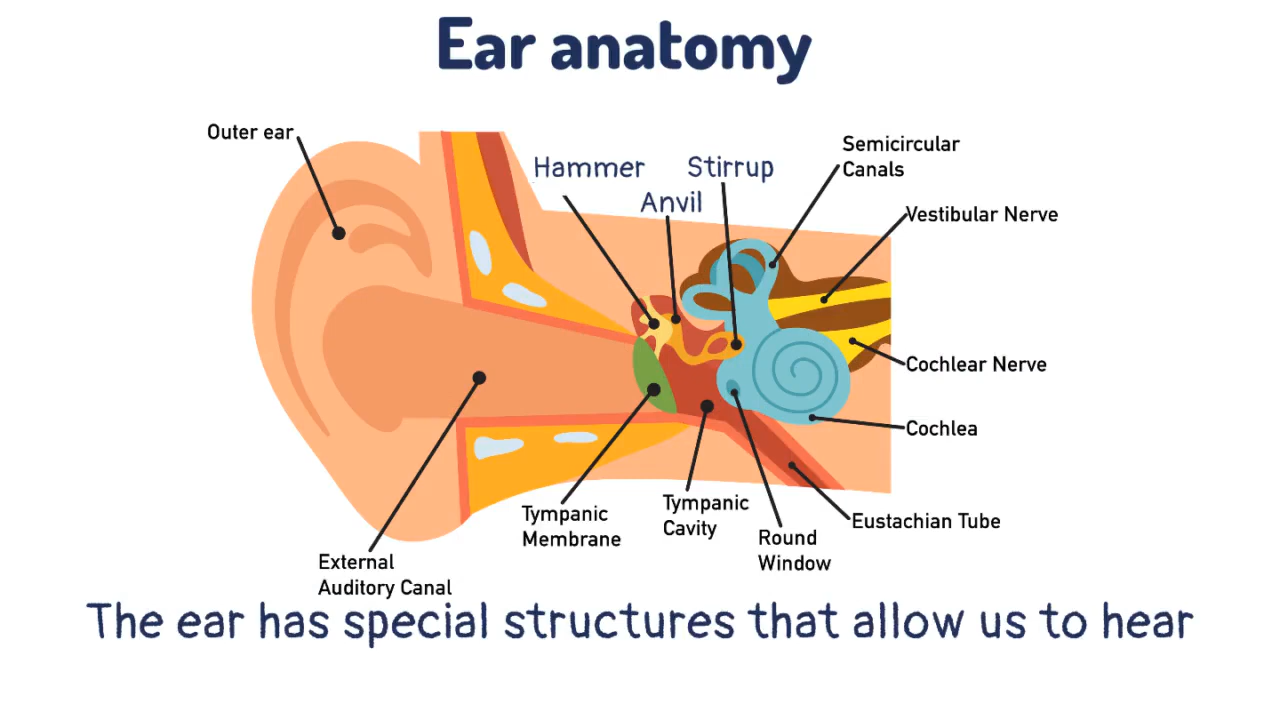 Ear anatomy
Outer ear
Hammer
Stirrup
Anvil
Semicircular
Canals
Vestibular Nerve
Cochlear Nerve
Cochlea
Eustachian Tube
Round
Window
Tympanic
Cavity
Tympanic
Membrane
External
Auditory Canal
The ear has special structures that allow us to hear